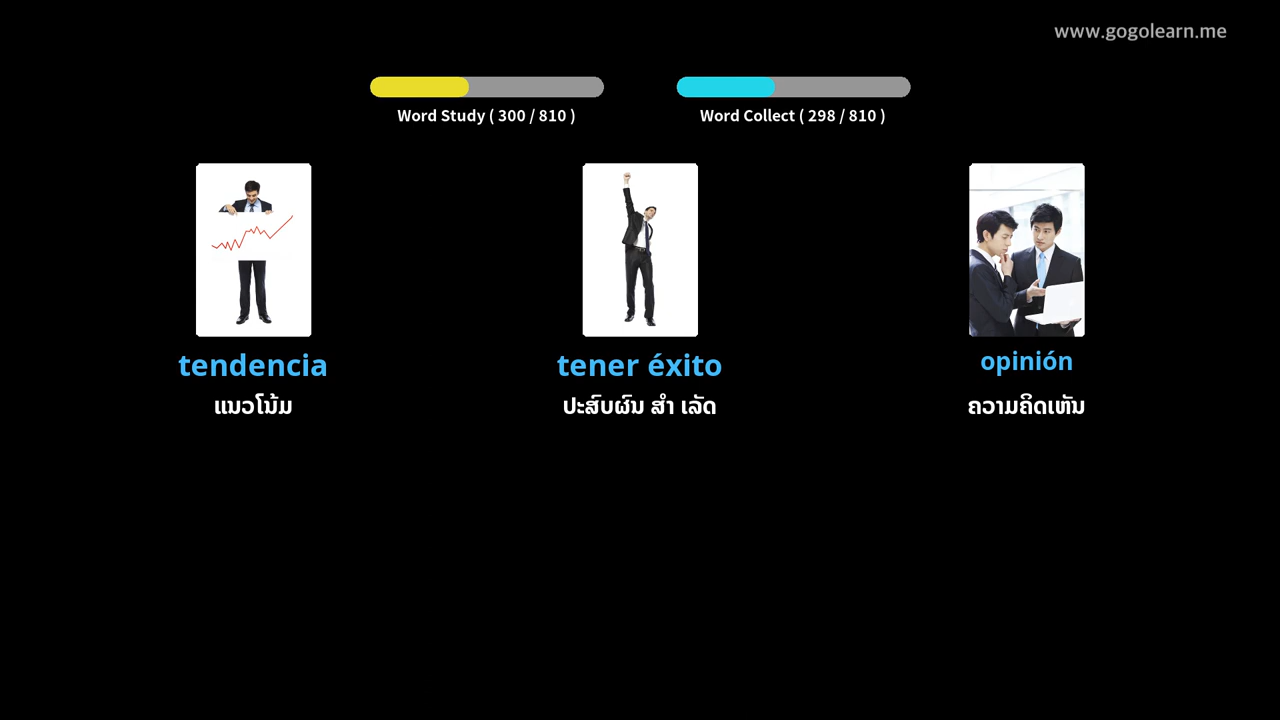 www.gogolearn.me
Word Study ( 300 / 810 )
Word Collect ( 298 / 810 )
tendencia
tener éxito
opinión
ແນວໂນ້ມ
ປະສົບຜົນ ສຳ ເລັດ
ຄວາມຄິດເຫັນ